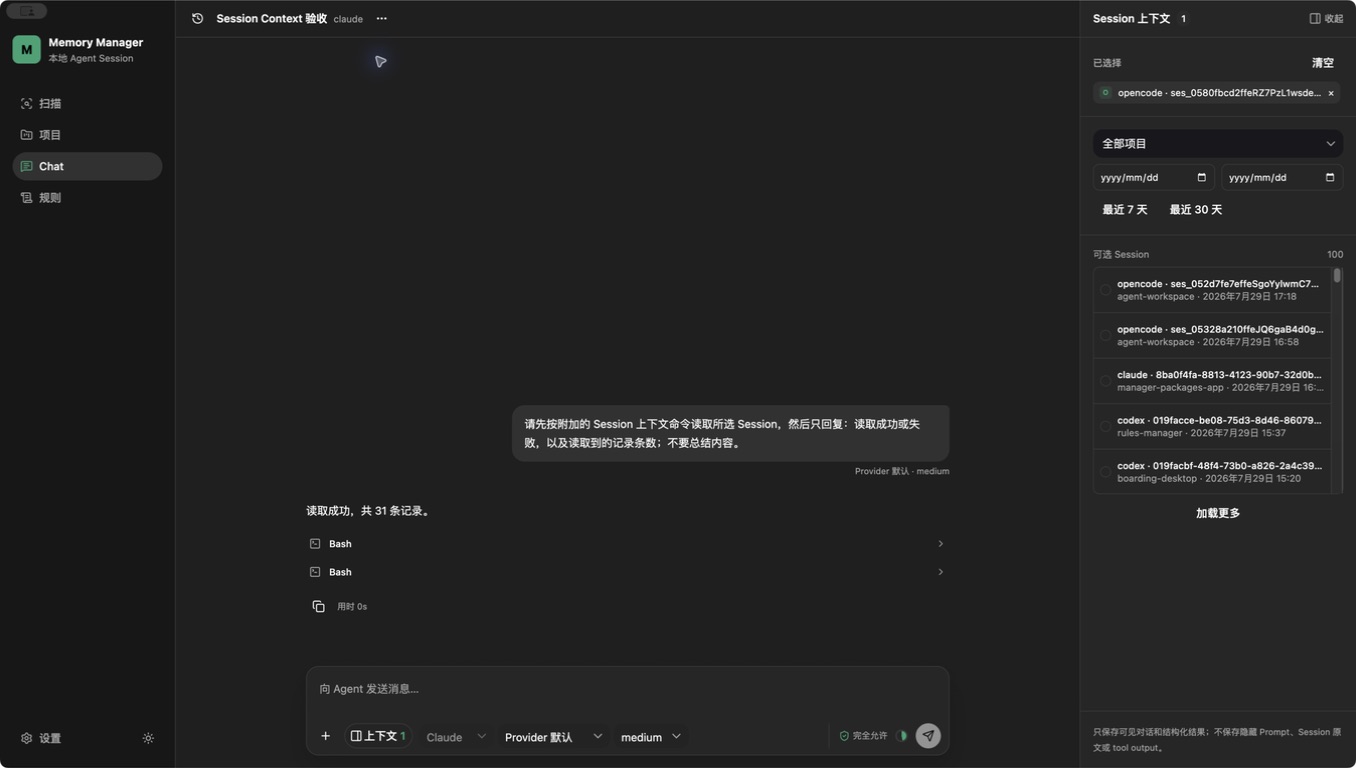 M
Memory Manager
本地 Agent Session
扫描
项目
Chat
规则
设置
Session Context 验收 claude ···
请先按附加的 Session 上下文命令读取所选 Session，然后只回复：读取成功或失
败，以及读取到的记录条数；不要总结内容。
Provider 默认 · medium
读取成功，共 31 条记录。
Bash
Bash
用时 0s
向 Agent 发送消息...
+ 上下文 1 Claude Provider 默认 medium 完全允许
Session 上下文 1 收起
已选择 清空
opencode · ses_0580fbcd2ffeRZ7PzL1wsde... ×
全部项目
yyyy/mm/dd yyyy/mm/dd
最近 7 天 最近 30 天
可选 Session 100
opencode · ses_052d7fe7effeSgoYylwmC7...
agent-workspace · 2026年7月29日 17:18
opencode · ses_05328a210ffeJQ6gaB4d0g...
agent-workspace · 2026年7月29日 16:58
claude · 8ba0f4fa-8813-4123-90b7-32d0b...
manager-packages-app · 2026年7月29日 16:...
codex · 019facce-be08-75d3-8d46-86079...
rules-manager · 2026年7月29日 15:37
codex · 019facbf-48f4-73b0-a826-2a4c39...
boarding-desktop · 2026年7月29日 15:20
加载更多
只保存可见对话和结构化结果；不保存隐藏 Prompt、Session 原
文或 tool output。